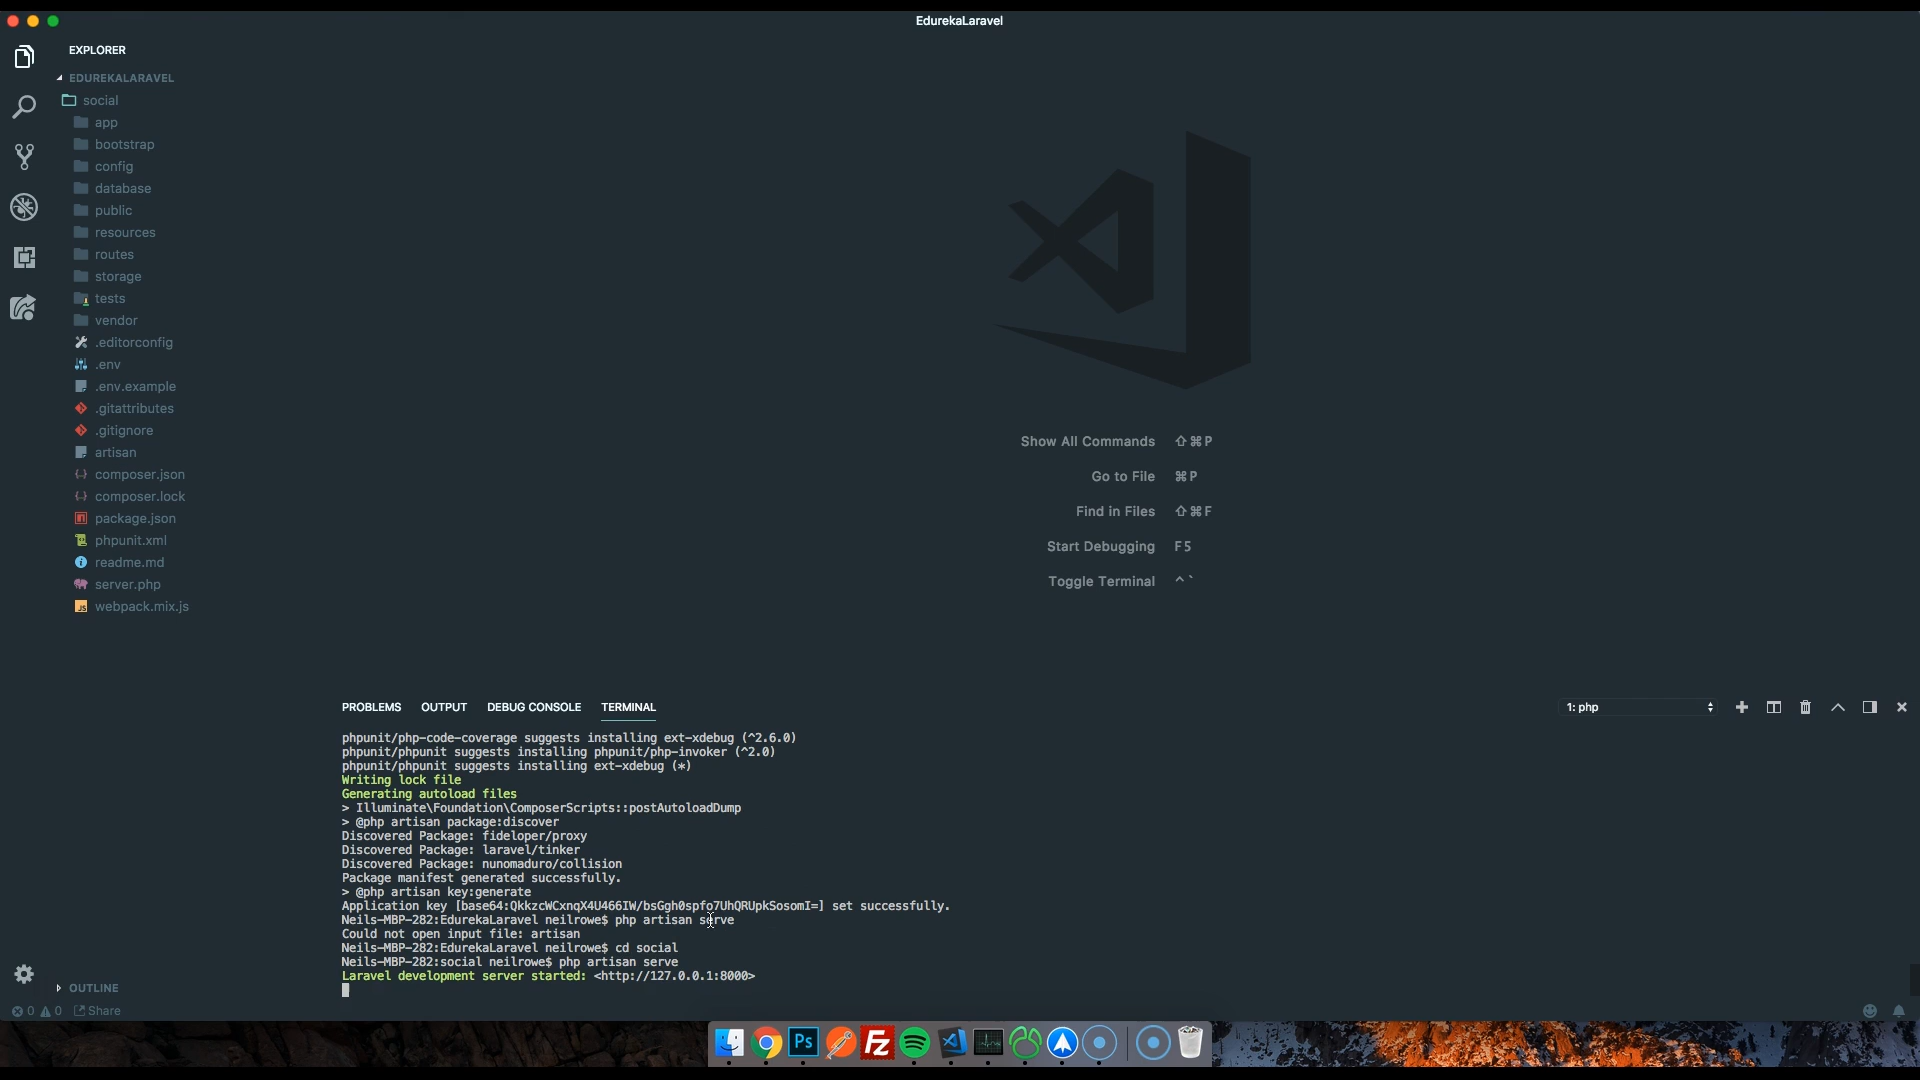 EdurekaLaravel
EXPLORER
EDUREKALARAVEL
social
app
bootstrap
config
database
public
resources
routes
storage
tests
vendor
.editorconfig
.env
.env.example
.gitattributes
.gitignore
artisan
composer.json
composer.lock
package.json
phpunit.xml
readme.md
server.php
webpack.mix.js
OUTLINE
0 0 Share
Show All Commands ⇧⌘P
Go to File ⌘P
Find in Files ⇧⌘F
Start Debugging F5
Toggle Terminal ^`
PROBLEMS OUTPUT DEBUG CONSOLE TERMINAL 1: php
phpunit/php-code-coverage suggests installing ext-xdebug (^2.6.0)
phpunit/phpunit suggests installing phpunit/php-invoker (^2.0)
phpunit/phpunit suggests installing ext-xdebug (*)
Writing lock file
Generating autoload files
> Illuminate\Foundation\ComposerScripts::postAutoloadDump
> @php artisan package:discover
Discovered Package: fideloper/proxy
Discovered Package: laravel/tinker
Discovered Package: nunomaduro/collision
Package manifest generated successfully.
> @php artisan key:generate
Application key [base64:QkkzcWCxnqX4U466IW/bsGgh0spfo7UhQRUpkSosomI=] set successfully.
Neils-MBP-282:EdurekaLaravel neilrowe$ php artisan serve
Could not open input file: artisan
Neils-MBP-282:EdurekaLaravel neilrowe$ cd social
Neils-MBP-282:social neilrowe$ php artisan serve
Laravel development server started: <http://127.0.0.1:8000>
Ps
FZ